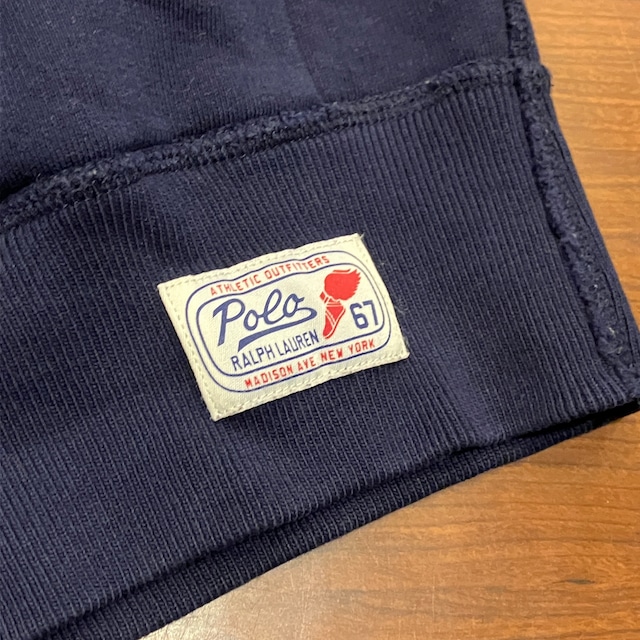 ATHLETIC OUTFITTERS
Polo 67
RALPH LAUREN
MADISON AVE NEW YORK